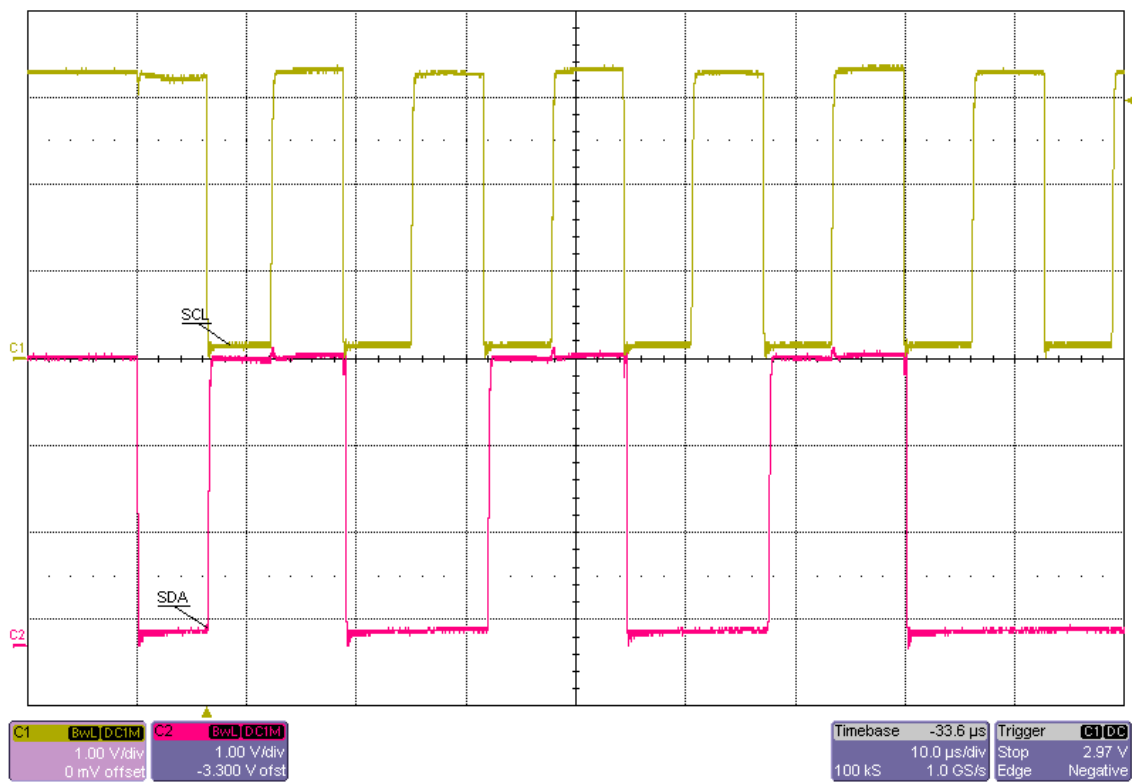 SCL
C1
SDA
C2
C1 BwL DC1M
1.00 V/div
0 mV offset
C2 BwL DC1M
1.00 V/div
-3.300 V ofst
Timebase -33.6 µs
10.0 µs/div
100 kS 1.0 GS/s
Trigger C1 DC
Stop 2.97 V
Edge Negative